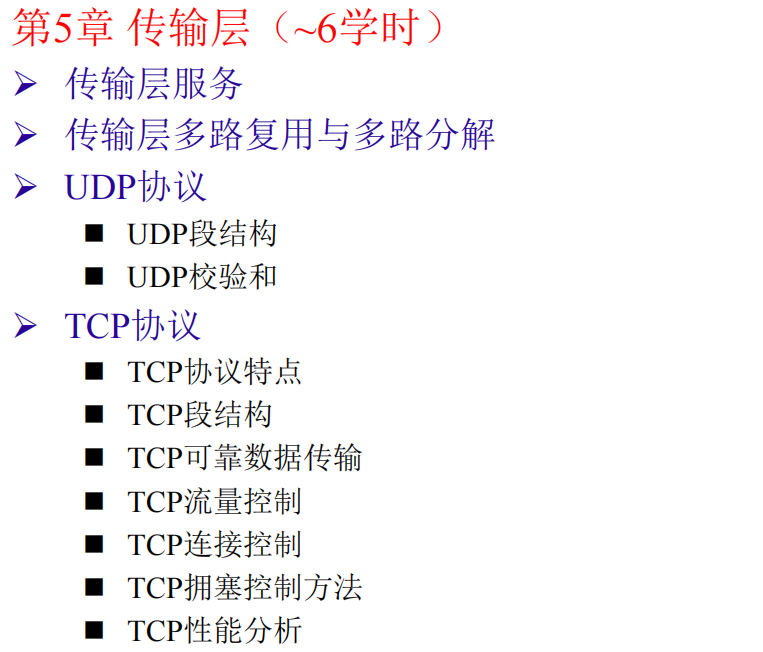 第5章 传输层（~6学时）
传输层服务
传输层多路复用与多路分解
UDP协议
UDP段结构
UDP校验和
TCP协议
TCP协议特点
TCP段结构
TCP可靠数据传输
TCP流量控制
TCP连接控制
TCP拥塞控制方法
TCP性能分析